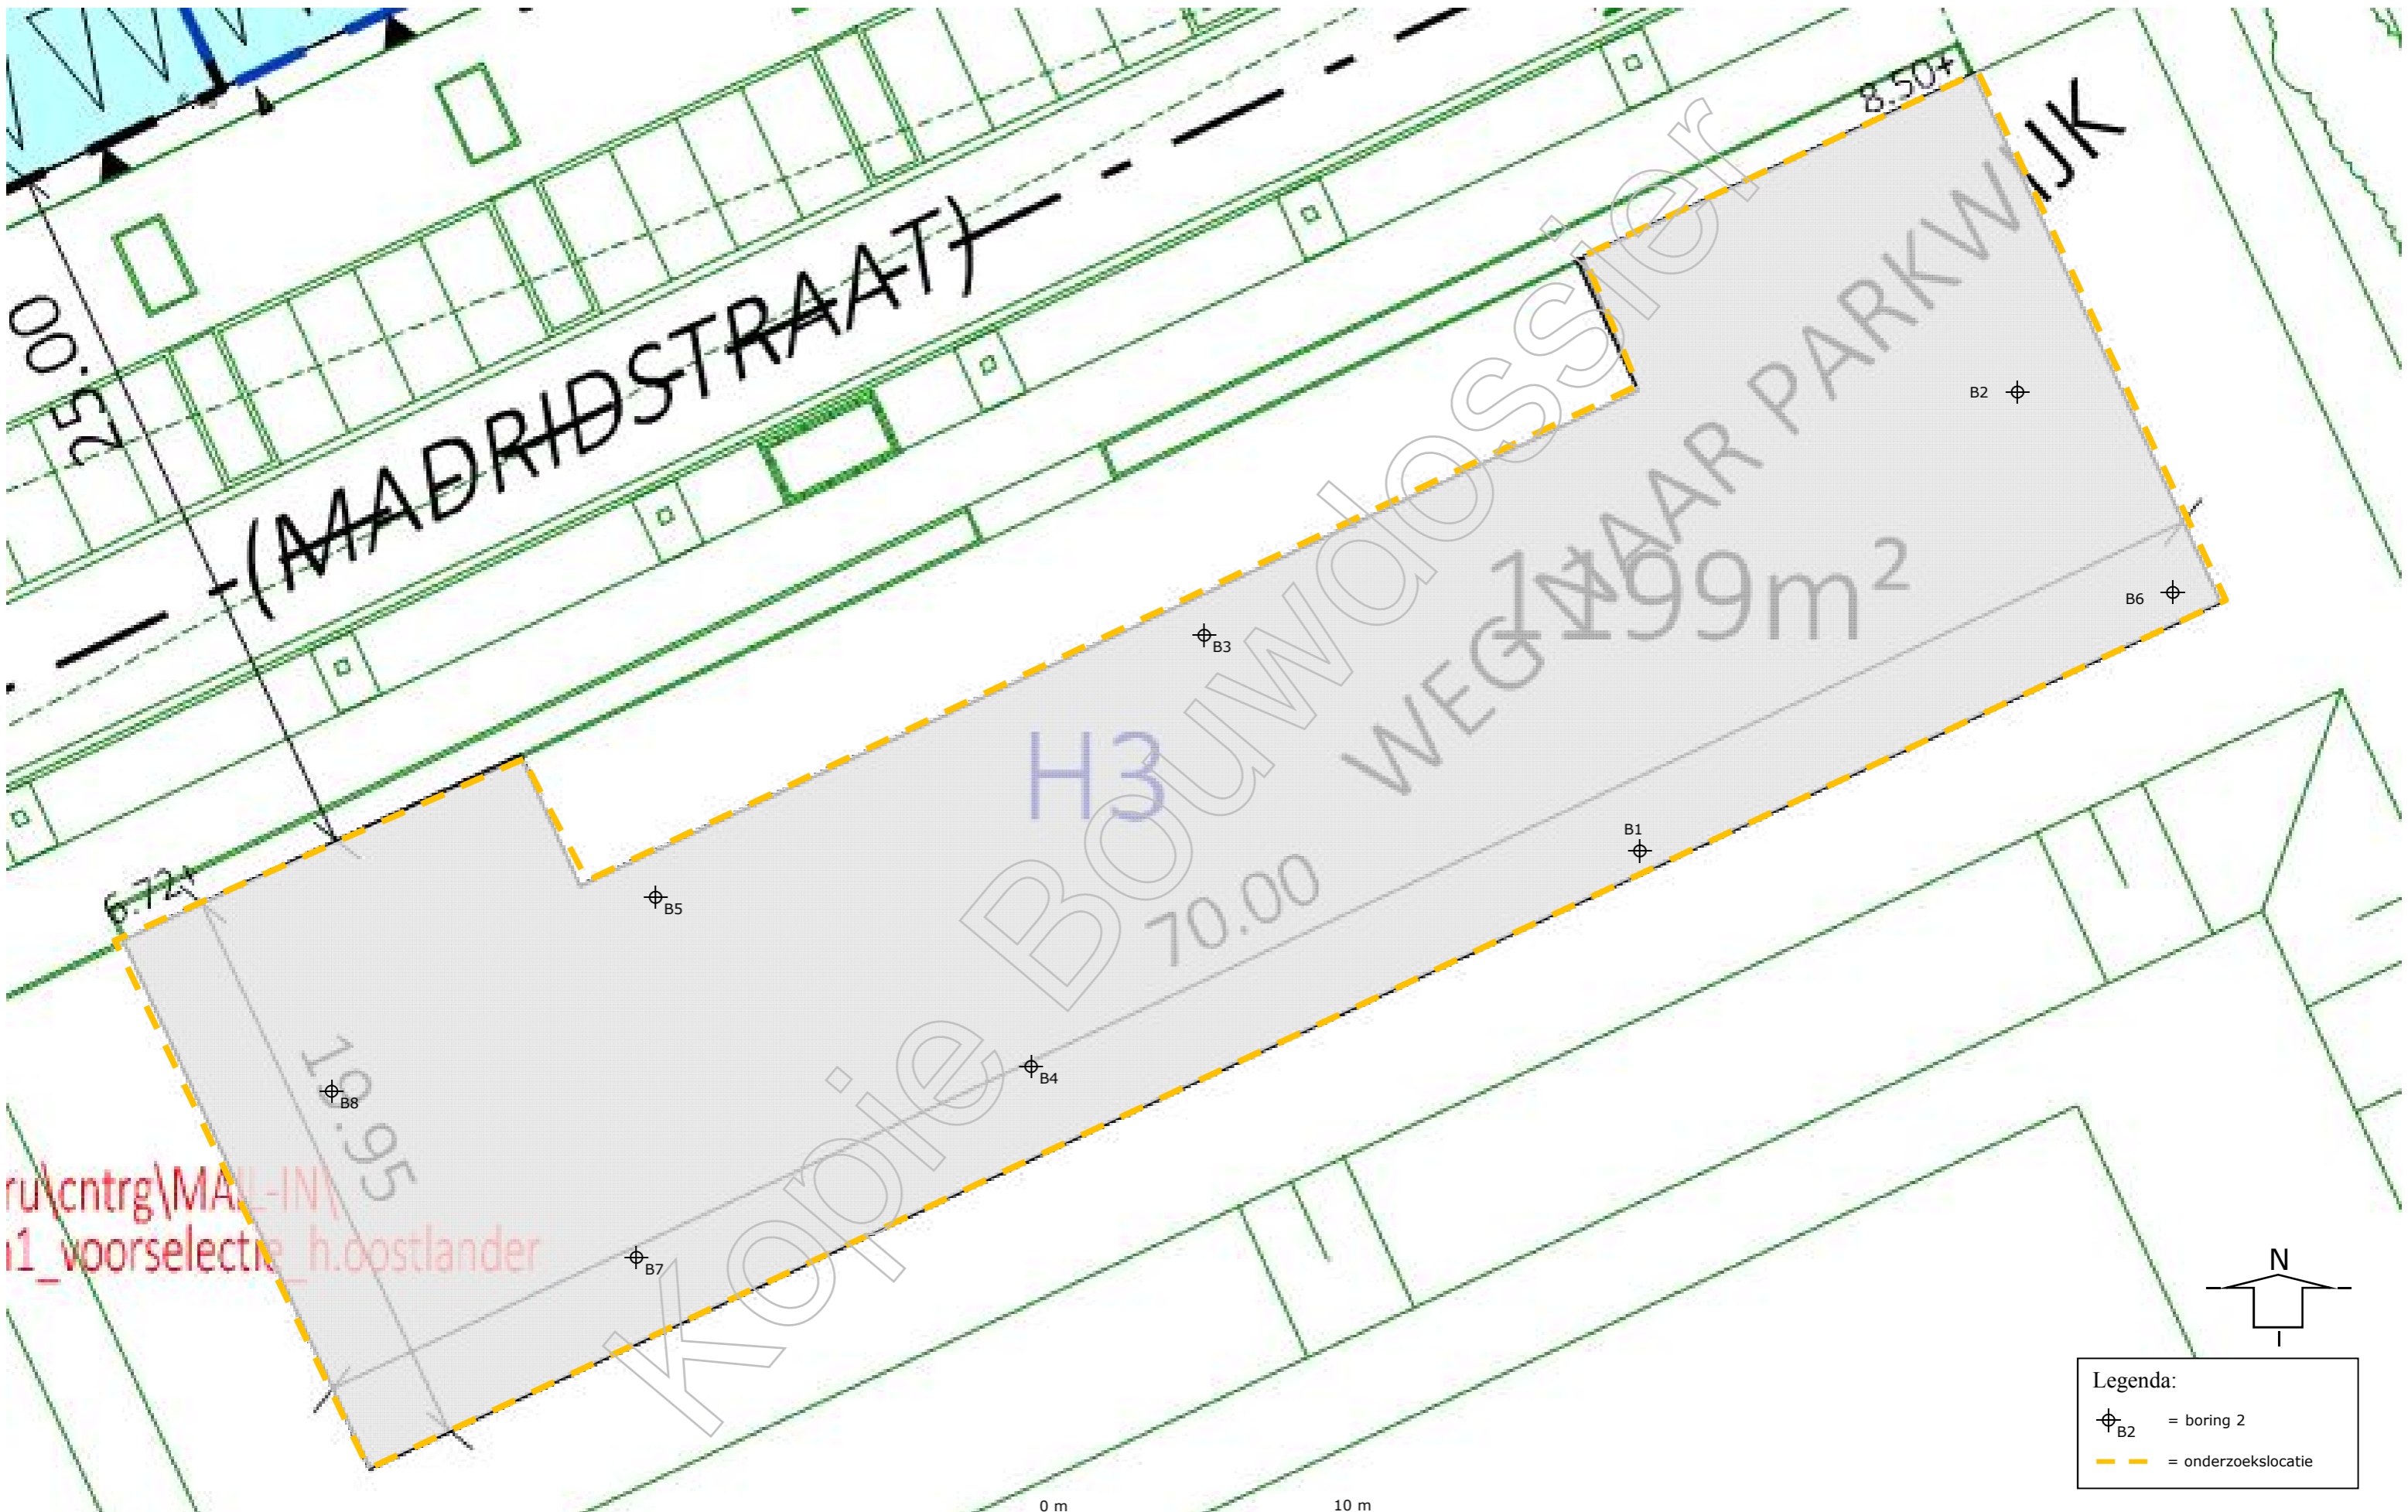 8.50+
WEG NAAR PARKWIJK
25.00
(MADRIDSTRAAT)
B2
1199m²
B6
B3
H3
B1
6.72+
B5
70.00
B4
19.95
B8
ru\cntrg\MAIL-IN\
1_voorselectie_h.oostlander
B7
Kopie Bouwdossier
N
Legenda:
B2 = boring 2
= onderzoekslocatie
0 m 10 m